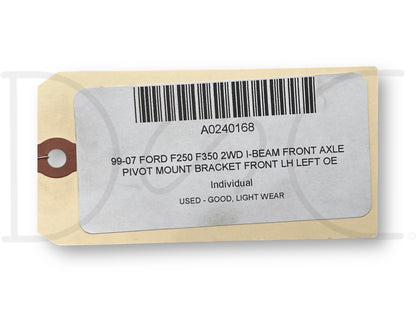 A0240168
99-07 FORD F250 F350 2WD I-BEAM FRONT AXLE
PIVOT MOUNT BRACKET FRONT LH LEFT OE
Individual
USED - GOOD, LIGHT WEAR